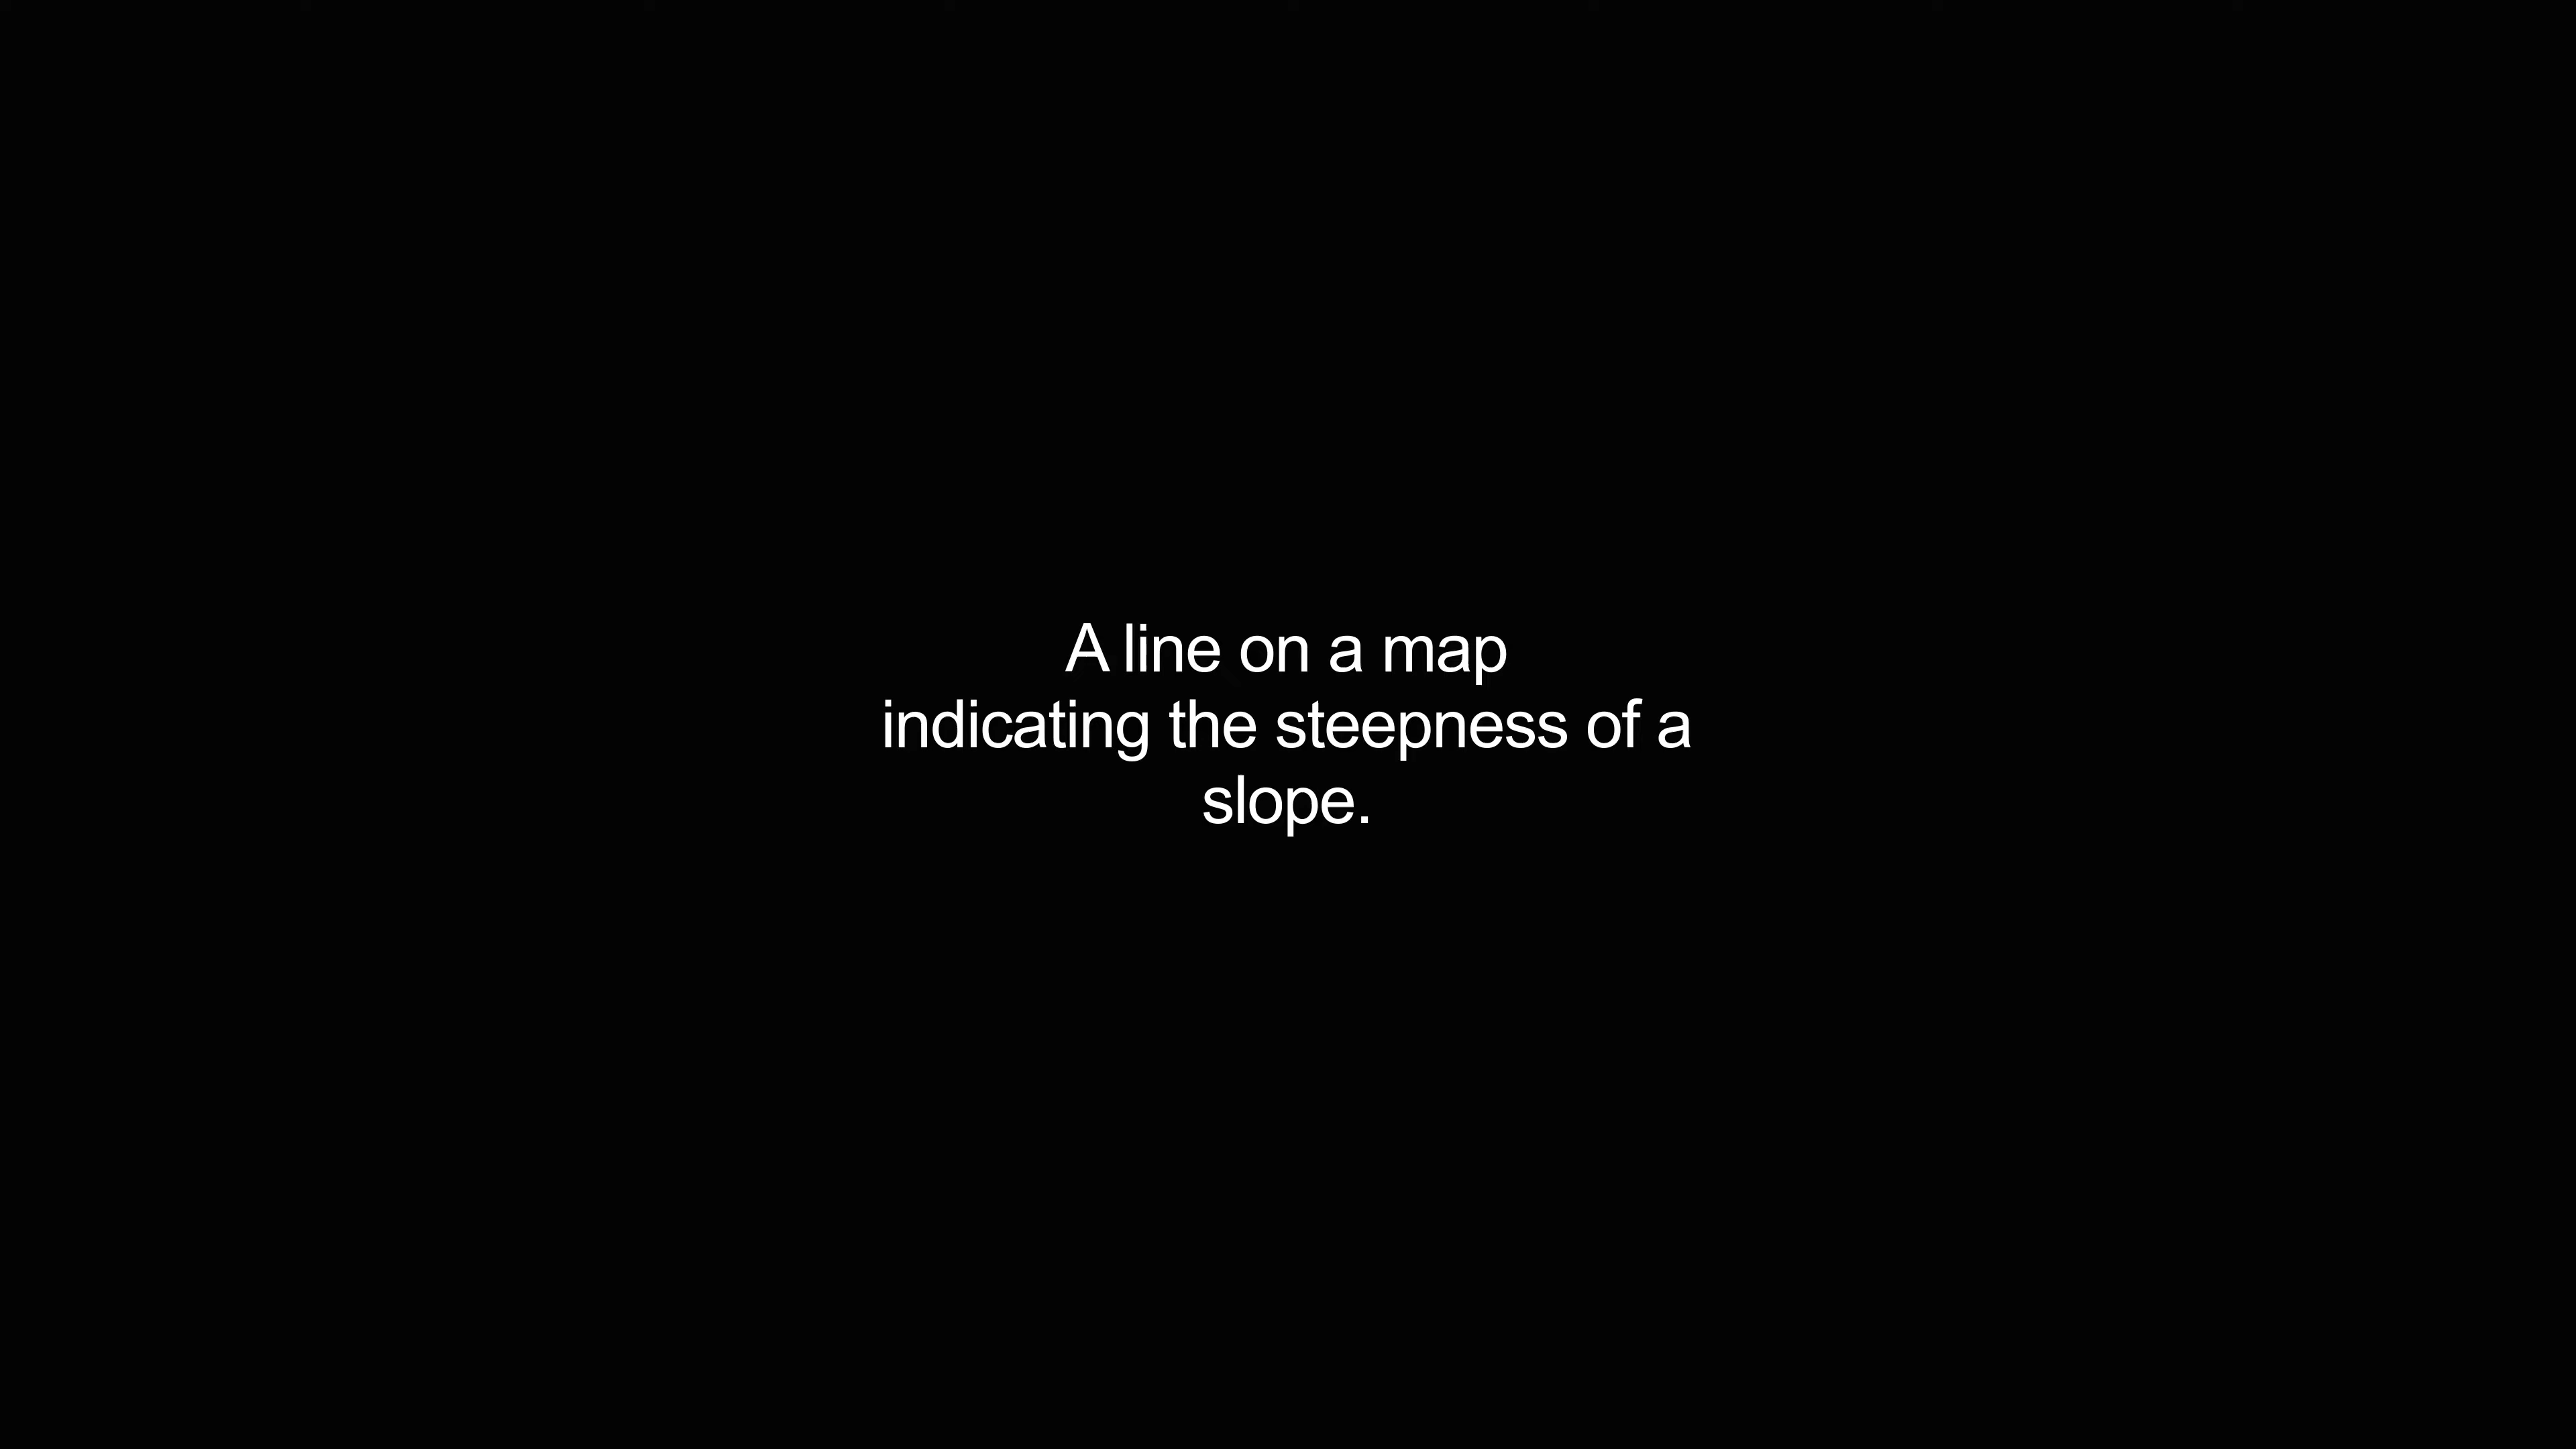 A line on a map
indicating the steepness of a
slope.